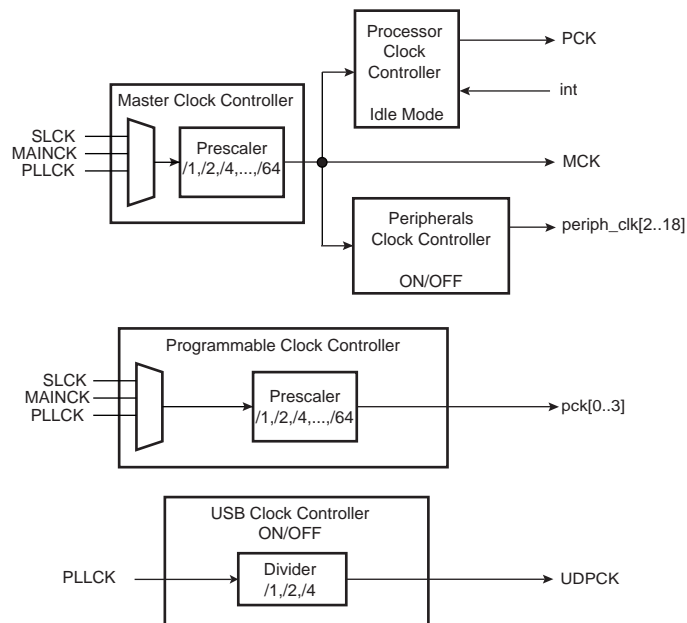 Processor
Clock
Controller
Idle Mode
PCK
int
Master Clock Controller
SLCK
MAINCK
PLLCK
Prescaler
/1,/2,/4,...,/64
MCK
Peripherals
Clock Controller
ON/OFF
periph_clk[2..18]
Programmable Clock Controller
SLCK
MAINCK
PLLCK
Prescaler
/1,/2,/4,...,/64
pck[0..3]
USB Clock Controller
ON/OFF
PLLCK
Divider
/1,/2,/4
UDPCK